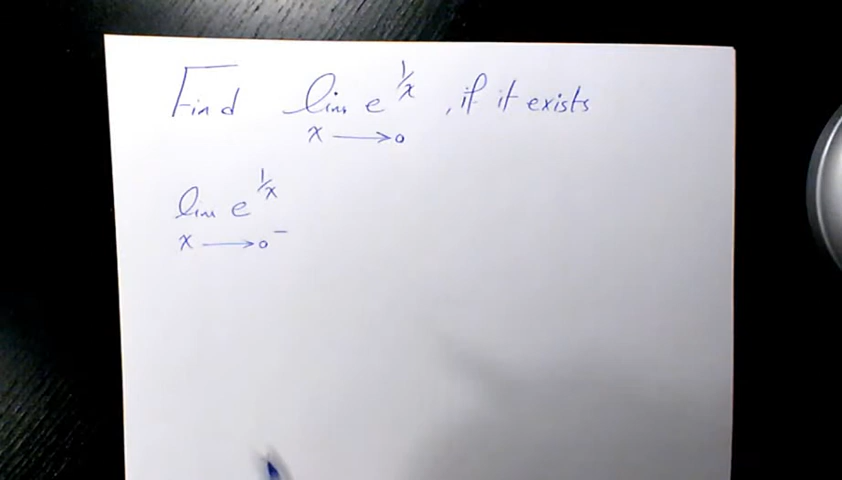 Find lim e^{1/x} , if it exists
x → 0
lim e^{1/x}
x → 0⁻